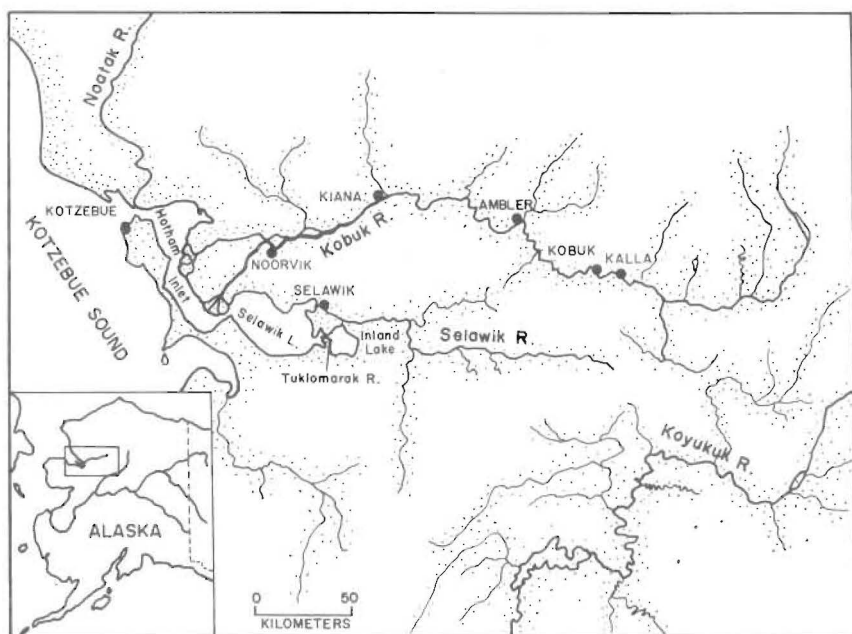 Noatak R.
KOTZEBUE
KOTZEBUE SOUND
Hotham
Inlet
KIANA
Kobuk R.
NOORVIK
AMBLER
KOBUK
KALLA
SELAWIK
Selawik L.
Inland
Lake
Selawik R.
Tuklomarak R.
Koyukuk R.
ALASKA
0 50
KILOMETERS